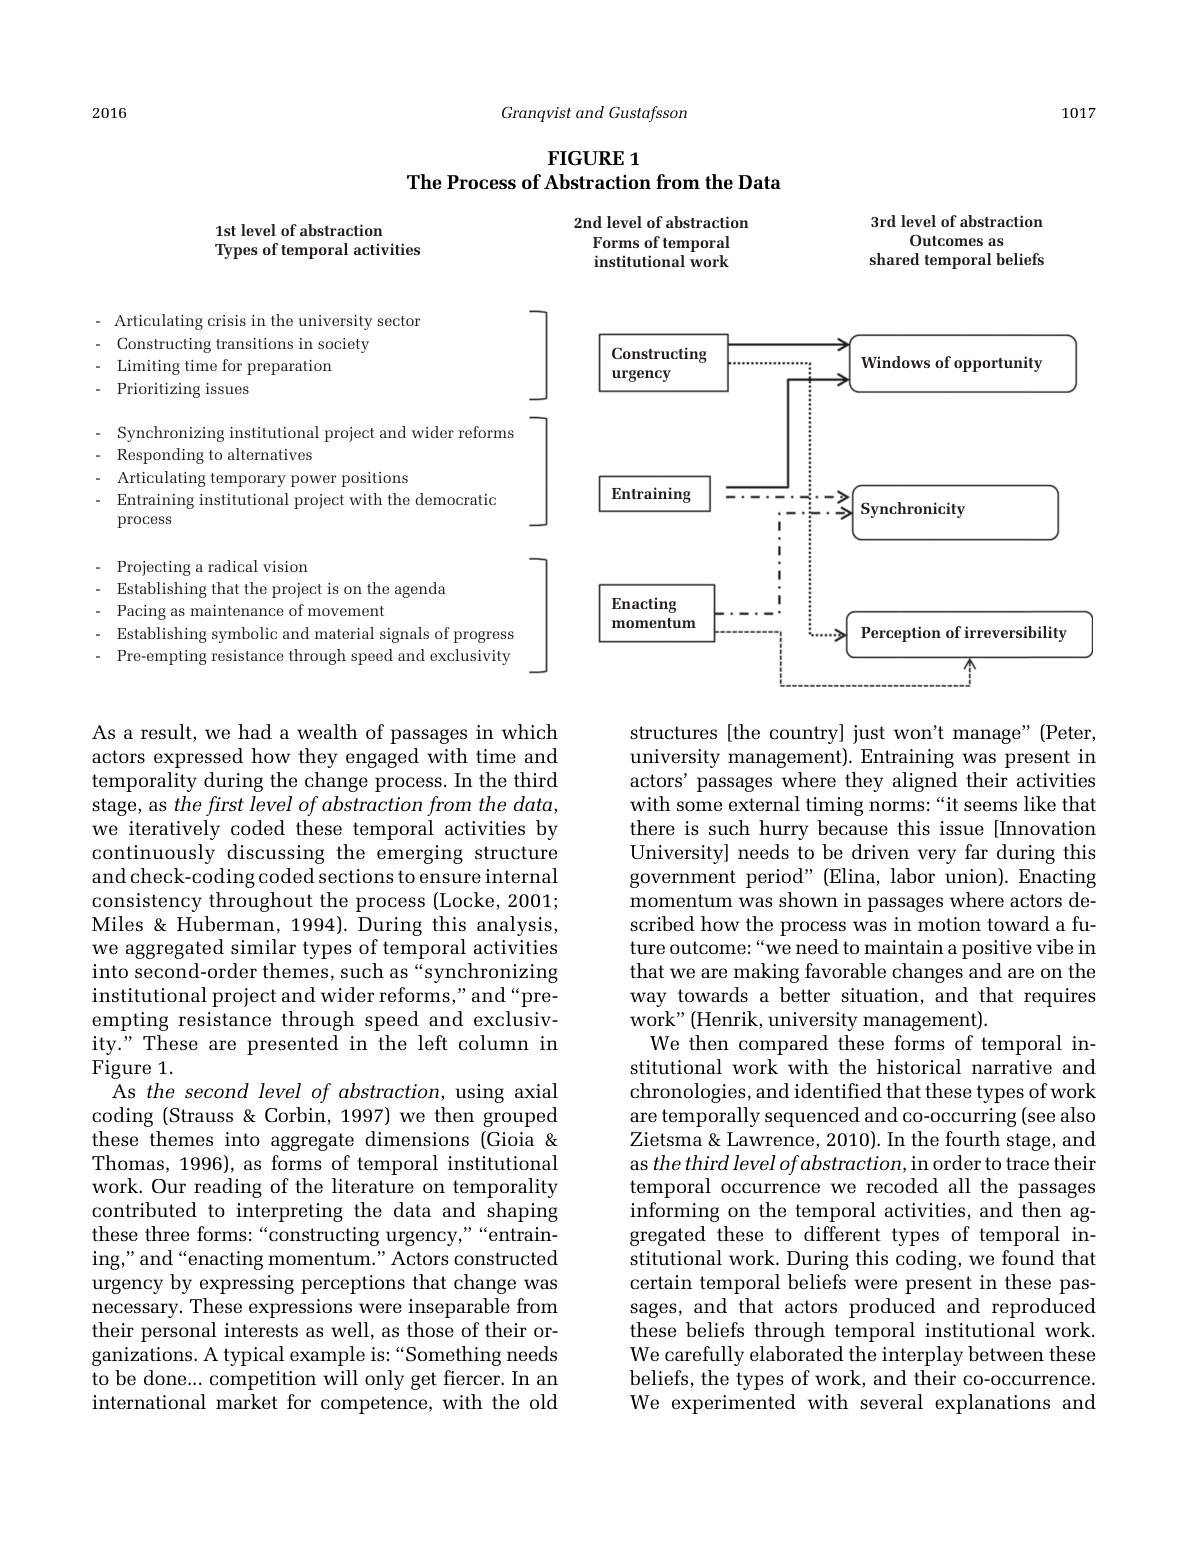 2016
Granqvist and Gustafsson
1017
FIGURE 1
The Process of Abstraction from the Data
1st level of abstraction
Types of temporal activities
2nd level of abstraction
Forms of temporal
institutional work
3rd level of abstraction
Outcomes as
shared temporal beliefs
- Articulating crisis in the university sector
- Constructing transitions in society
- Limiting time for preparation
- Prioritizing issues
- Synchronizing institutional project and wider reforms
- Responding to alternatives
- Articulating temporary power positions
- Entraining institutional project with the democratic
process
- Projecting a radical vision
- Establishing that the project is on the agenda
- Pacing as maintenance of movement
- Establishing symbolic and material signals of progress
- Pre-empting resistance through speed and exclusivity
Constructing
urgency
Entraining
Enacting
momentum
Windows of opportunity
Synchronicity
Perception of irreversibility
As a result, we had a wealth of passages in which
actors expressed how they engaged with time and
temporality during the change process. In the third
stage, as the first level of abstraction from the data,
we iteratively coded these temporal activities by
continuously discussing the emerging structure
and check-coding coded sections to ensure internal
consistency throughout the process (Locke, 2001;
Miles & Huberman, 1994). During this analysis,
we aggregated similar types of temporal activities
into second-order themes, such as “synchronizing
institutional project and wider reforms,” and “pre-
empting resistance through speed and exclusiv-
ity.” These are presented in the left column in
Figure 1.
As the second level of abstraction, using axial
coding (Strauss & Corbin, 1997) we then grouped
these themes into aggregate dimensions (Gioia &
Thomas, 1996), as forms of temporal institutional
work. Our reading of the literature on temporality
contributed to interpreting the data and shaping
these three forms: “constructing urgency,” “entrain-
ing,” and “enacting momentum.” Actors constructed
urgency by expressing perceptions that change was
necessary. These expressions were inseparable from
their personal interests as well, as those of their or-
ganizations. A typical example is: “Something needs
to be done... competition will only get fiercer. In an
international market for competence, with the old
structures [the country] just won’t manage” (Peter,
university management). Entraining was present in
actors’ passages where they aligned their activities
with some external timing norms: “it seems like that
there is such hurry because this issue [Innovation
University] needs to be driven very far during this
government period” (Elina, labor union). Enacting
momentum was shown in passages where actors de-
scribed how the process was in motion toward a fu-
ture outcome: “we need to maintain a positive vibe in
that we are making favorable changes and are on the
way towards a better situation, and that requires
work” (Henrik, university management).
We then compared these forms of temporal in-
stitutional work with the historical narrative and
chronologies, and identified that these types of work
are temporally sequenced and co-occurring (see also
Zietsma & Lawrence, 2010). In the fourth stage, and
as the third level of abstraction, in order to trace their
temporal occurrence we recoded all the passages
informing on the temporal activities, and then ag-
gregated these to different types of temporal in-
stitutional work. During this coding, we found that
certain temporal beliefs were present in these pas-
sages, and that actors produced and reproduced
these beliefs through temporal institutional work.
We carefully elaborated the interplay between these
beliefs, the types of work, and their co-occurrence.
We experimented with several explanations and